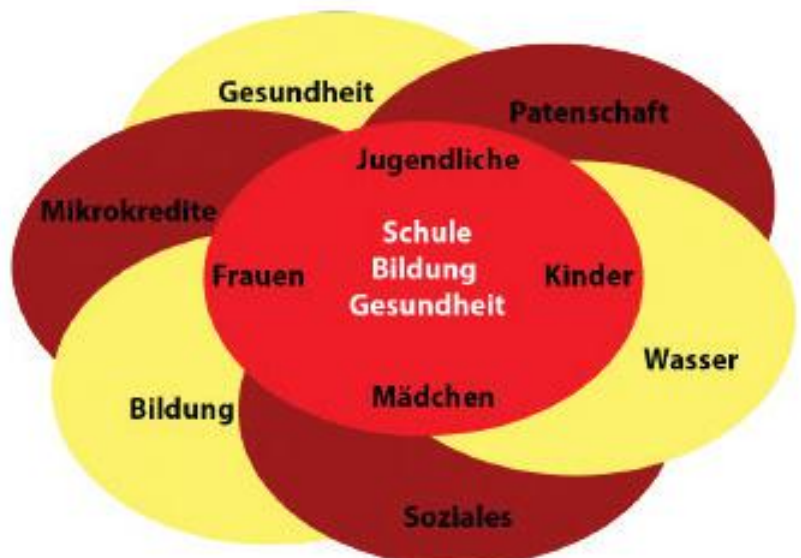 Gesundheit
Patenschaft
Jugendliche
Mikrokredite
Schule
Bildung
Gesundheit
Frauen
Kinder
Wasser
Mädchen
Bildung
Soziales